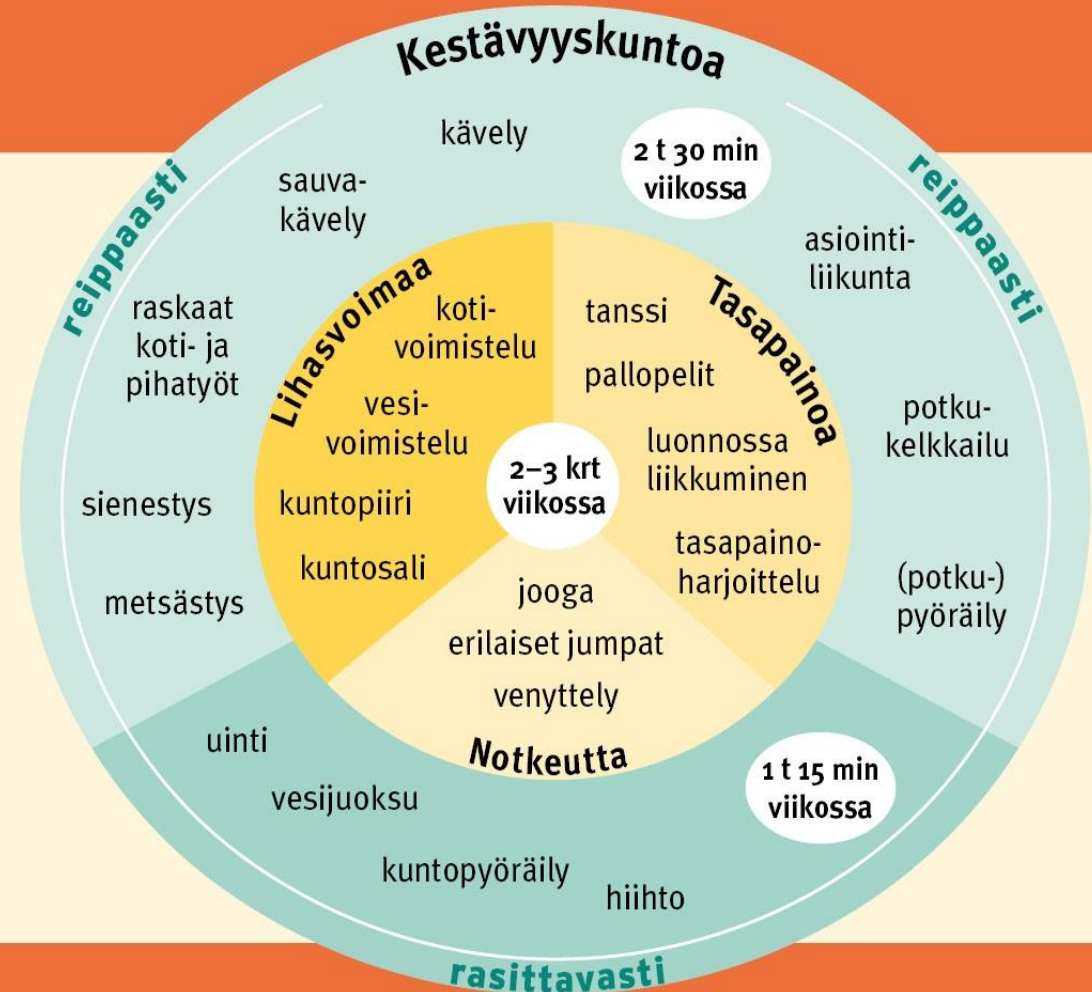 Kestävyyskuntoa
reippaasti
reippaasti
kävely
2 t 30 min
viikossa
sauva-
kävely
asiointi-
liikunta
raskaat
koti- ja
pihatyöt
potku-
kelkkailu
sienestys
metsästys
(potku-)
pyöräily
Lihasvoimaa
koti-
voimistelu
vesi-
voimistelu
kuntopiiri
kuntosali
Tasapainoa
tanssi
pallopelit
luonnossa
liikkuminen
tasapaino-
harjoittelu
2–3 krt
viikossa
jooga
erilaiset jumpat
venyttely
Notkeutta
uinti
vesijuoksu
kuntopyöräily
hiihto
1 t 15 min
viikossa
rasittavasti